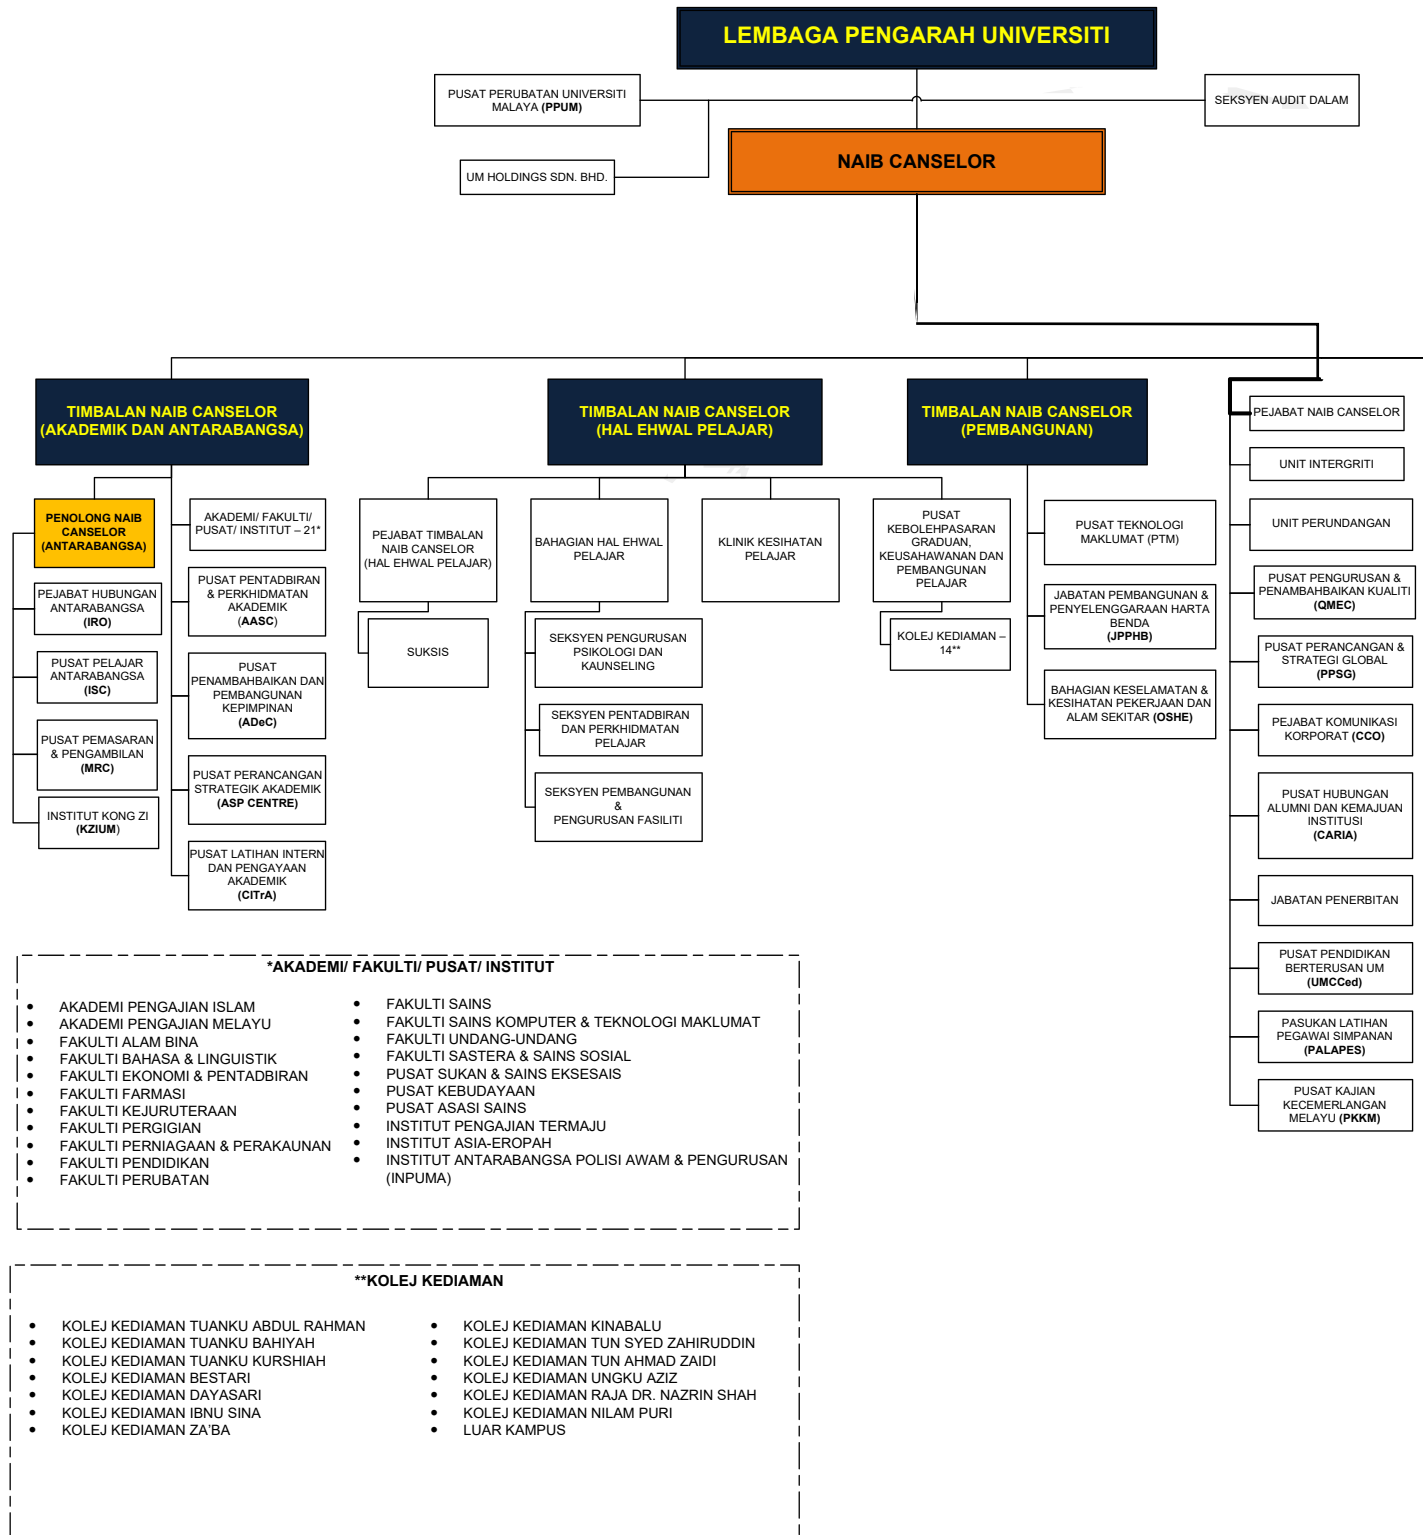 LEMBAGA PENGARAH UNIVERSITI
PUSAT PERUBATAN UNIVERSITI
MALAYA (PPUM)
SEKSYEN AUDIT DALAM
NAIB CANSELOR
UM HOLDINGS SDN. BHD.
TIMBALAN NAIB CANSELOR
(AKADEMIK DAN ANTARABANGSA)
TIMBALAN NAIB CANSELOR
(HAL EHWAL PELAJAR)
TIMBALAN NAIB CANSELOR
(PEMBANGUNAN)
PENOLONG NAIB
CANSELOR
(ANTARABANGSA)
PEJABAT HUBUNGAN
ANTARABANGSA
(IRO)
PUSAT PELAJAR
ANTARABANGSA
(ISC)
PUSAT PEMASARAN
& PENGAMBILAN
(MRC)
INSTITUT KONG ZI
(KZIUM)
AKADEMI/ FAKULTI/
PUSAT/ INSTITUT – 21*
PUSAT PENTADBIRAN
& PERKHIDMATAN
AKADEMIK
(AASC)
PUSAT
PENAMBAHBAIKAN DAN
PEMBANGUNAN
KEPIMPINAN
(ADeC)
PUSAT PERANCANGAN
STRATEGIK AKADEMIK
(ASP CENTRE)
PUSAT LATIHAN INTERN
DAN PENGAYAAN
AKADEMIK
(CITrA)
PEJABAT TIMBALAN
NAIB CANSELOR
(HAL EHWAL PELAJAR)
SUKSIS
BAHAGIAN HAL EHWAL
PELAJAR
SEKSYEN PENGURUSAN
PSIKOLOGI DAN
KAUNSELING
SEKSYEN PENTADBIRAN
DAN PERKHIDMATAN
PELAJAR
SEKSYEN PEMBANGUNAN
&
PENGURUSAN FASILITI
KLINIK KESIHATAN
PELAJAR
PUSAT
KEBOLEHPASARAN
GRADUAN,
KEUSAHAWANAN DAN
PEMBANGUNAN
PELAJAR
KOLEJ KEDIAMAN –
14**
PUSAT TEKNOLOGI
MAKLUMAT (PTM)
JABATAN PEMBANGUNAN &
PENYELENGGARAAN HARTA
BENDA
(JPPHB)
BAHAGIAN KESELAMATAN &
KESIHATAN PEKERJAAN DAN
ALAM SEKITAR (OSHE)
PEJABAT NAIB CANSELOR
UNIT INTERGRITI
UNIT PERUNDANGAN
PUSAT PENGURUSAN &
PENAMBAHBAIKAN KUALITI
(QMEC)
PUSAT PERANCANGAN &
STRATEGI GLOBAL
(PPSG)
PEJABAT KOMUNIKASI
KORPORAT (CCO)
PUSAT HUBUNGAN
ALUMNI DAN KEMAJUAN
INSTITUSI
(CARIA)
JABATAN PENERBITAN
PUSAT PENDIDIKAN
BERTERUSAN UM
(UMCCed)
PASUKAN LATIHAN
PEGAWAI SIMPANAN
(PALAPES)
PUSAT KAJIAN
KECEMERLANGAN
MELAYU (PKKM)
*AKADEMI/ FAKULTI/ PUSAT/ INSTITUT
• AKADEMI PENGAJIAN ISLAM
• AKADEMI PENGAJIAN MELAYU
• FAKULTI ALAM BINA
• FAKULTI BAHASA & LINGUISTIK
• FAKULTI EKONOMI & PENTADBIRAN
• FAKULTI FARMASI
• FAKULTI KEJURUTERAAN
• FAKULTI PERGIGIAN
• FAKULTI PERNIAGAAN & PERAKAUNAN
• FAKULTI PENDIDIKAN
• FAKULTI PERUBATAN
• FAKULTI SAINS
• FAKULTI SAINS KOMPUTER & TEKNOLOGI MAKLUMAT
• FAKULTI UNDANG-UNDANG
• FAKULTI SASTERA & SAINS SOSIAL
• PUSAT SUKAN & SAINS EKSESAIS
• PUSAT KEBUDAYAAN
• PUSAT ASASI SAINS
• INSTITUT PENGAJIAN TERMAJU
• INSTITUT ASIA-EROPAH
• INSTITUT ANTARABANGSA POLISI AWAM & PENGURUSAN
(INPUMA)
**KOLEJ KEDIAMAN
• KOLEJ KEDIAMAN TUANKU ABDUL RAHMAN
• KOLEJ KEDIAMAN TUANKU BAHIYAH
• KOLEJ KEDIAMAN TUANKU KURSHIAH
• KOLEJ KEDIAMAN BESTARI
• KOLEJ KEDIAMAN DAYASARI
• KOLEJ KEDIAMAN IBNU SINA
• KOLEJ KEDIAMAN ZA'BA
• KOLEJ KEDIAMAN KINABALU
• KOLEJ KEDIAMAN TUN SYED ZAHIRUDDIN
• KOLEJ KEDIAMAN TUN AHMAD ZAIDI
• KOLEJ KEDIAMAN UNGKU AZIZ
• KOLEJ KEDIAMAN RAJA DR. NAZRIN SHAH
• KOLEJ KEDIAMAN NILAM PURI
• LUAR KAMPUS